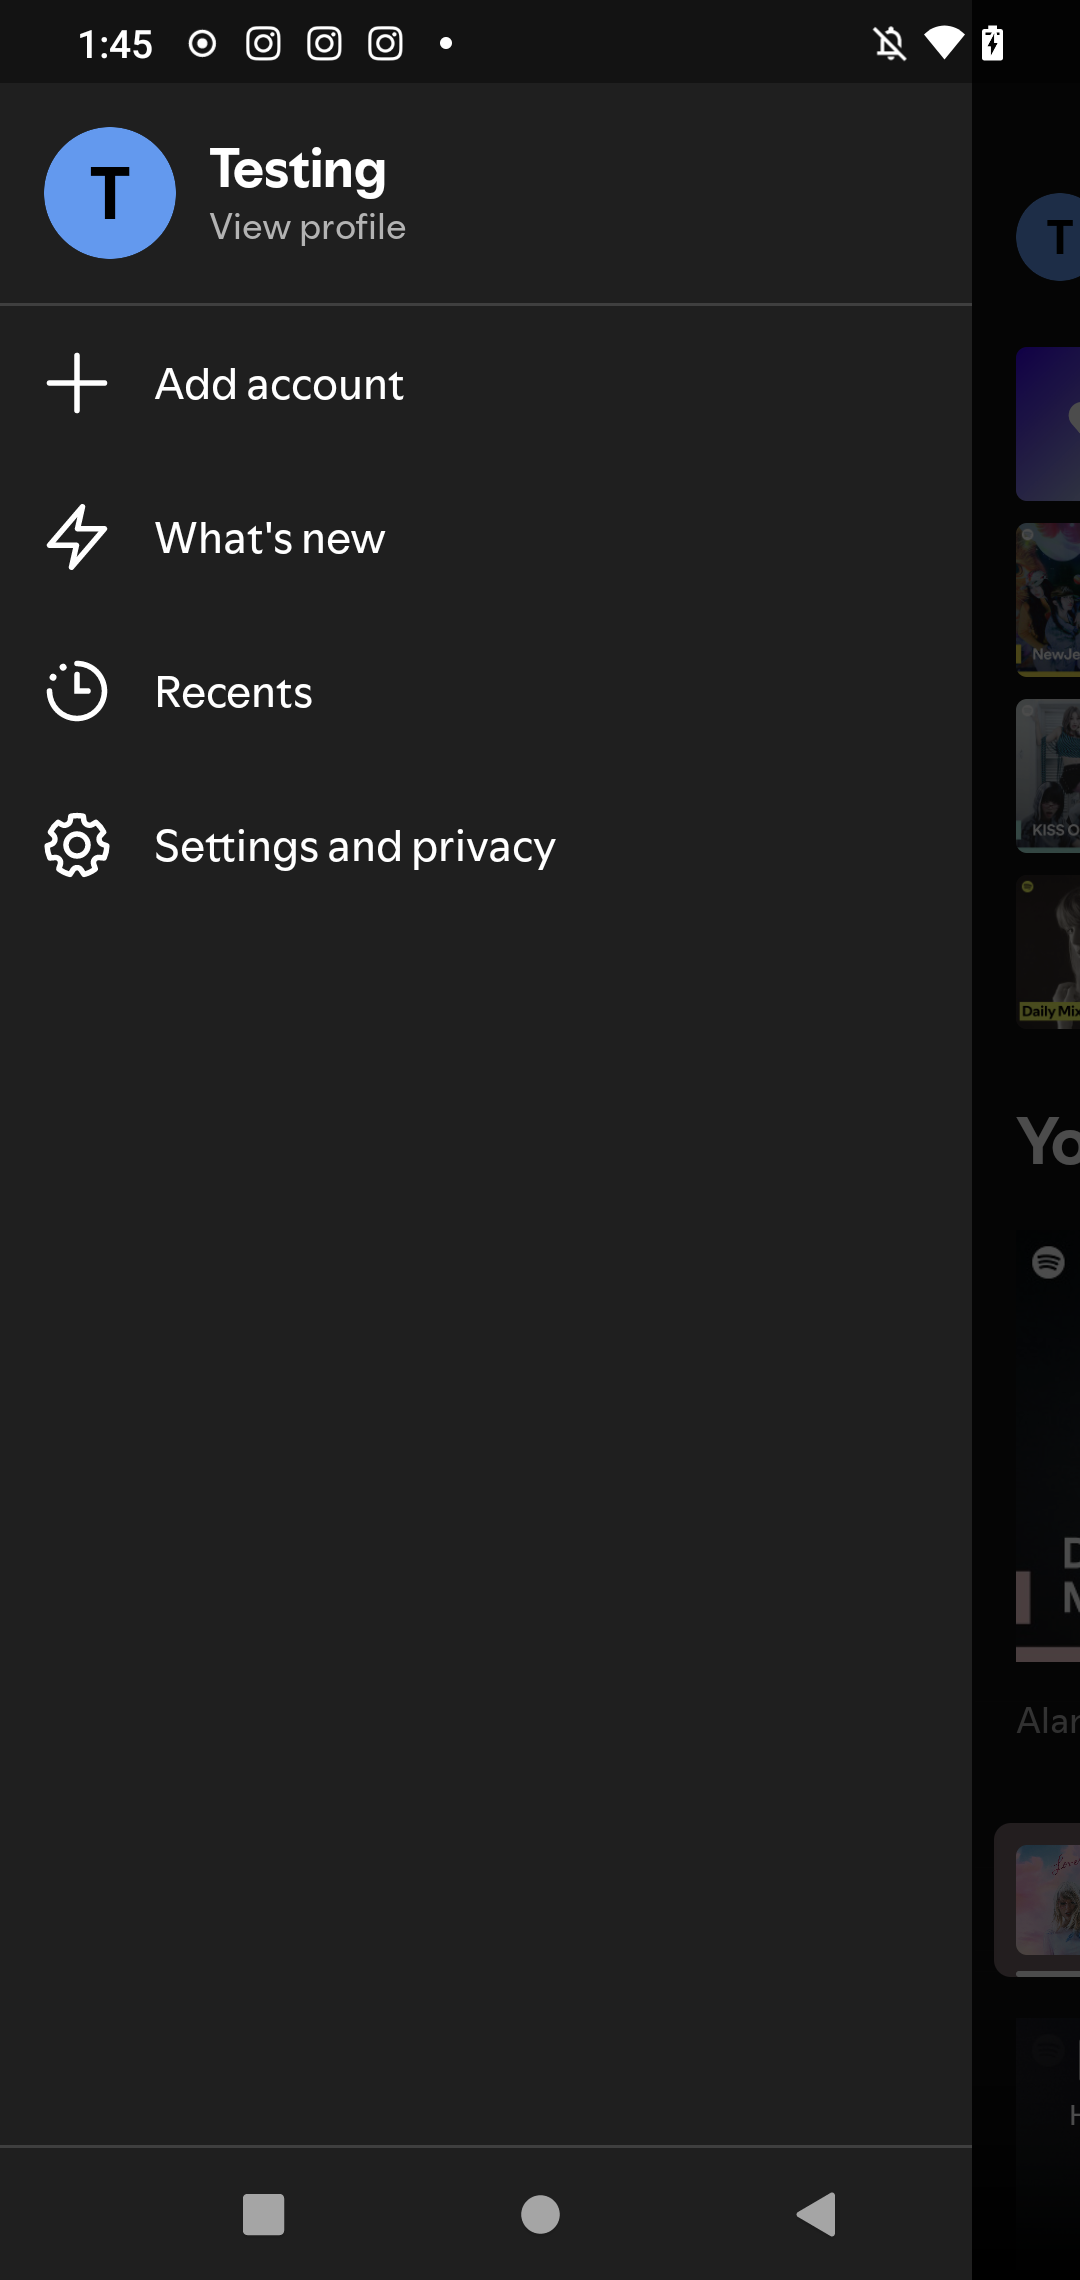 1:45
T
Testing
View profile
T
Add account
What's new
NewJe
Recents
KISS O
Settings and privacy
Daily Mix
Yo
D
M
Alar
Love
H